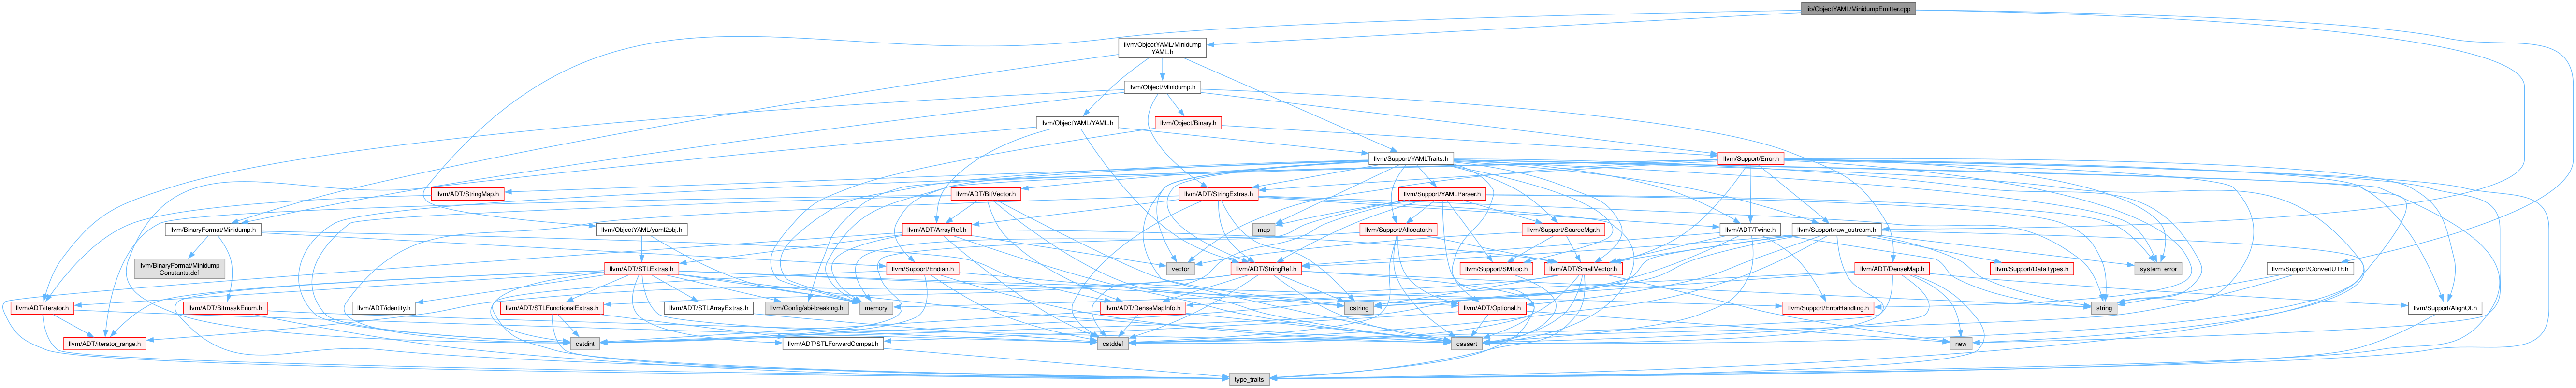 lib/ObjectYAML/MinidumpEmitter.cpp
llvm/ObjectYAML/Minidump
YAML.h
llvm/Object/Minidump.h
llvm/ObjectYAML/YAML.h
llvm/Object/Binary.h
llvm/Support/YAMLTraits.h
llvm/Support/Error.h
llvm/ADT/StringMap.h
llvm/ADT/BitVector.h
llvm/ADT/StringExtras.h
llvm/Support/YAMLParser.h
llvm/BinaryFormat/Minidump.h
llvm/ObjectYAML/yaml2obj.h
llvm/ADT/ArrayRef.h
map
llvm/Support/Allocator.h
llvm/Support/SourceMgr.h
llvm/ADT/Twine.h
llvm/Support/raw_ostream.h
llvm/BinaryFormat/Minidump
Constants.def
llvm/ADT/STLExtras.h
llvm/Support/Endian.h
vector
llvm/ADT/StringRef.h
llvm/Support/SMLoc.h
llvm/ADT/SmallVector.h
llvm/ADT/DenseMap.h
llvm/Support/DataTypes.h
system_error
llvm/Support/ConvertUTF.h
llvm/ADT/iterator.h
llvm/ADT/BitmaskEnum.h
llvm/ADT/identity.h
llvm/ADT/STLFunctionalExtras.h
llvm/ADT/STLArrayExtras.h
llvm/Config/abi-breaking.h
memory
llvm/ADT/DenseMapInfo.h
cstring
llvm/ADT/Optional.h
llvm/Support/ErrorHandling.h
string
llvm/Support/AlignOf.h
llvm/ADT/iterator_range.h
cstdint
llvm/ADT/STLForwardCompat.h
cstddef
cassert
new
type_traits